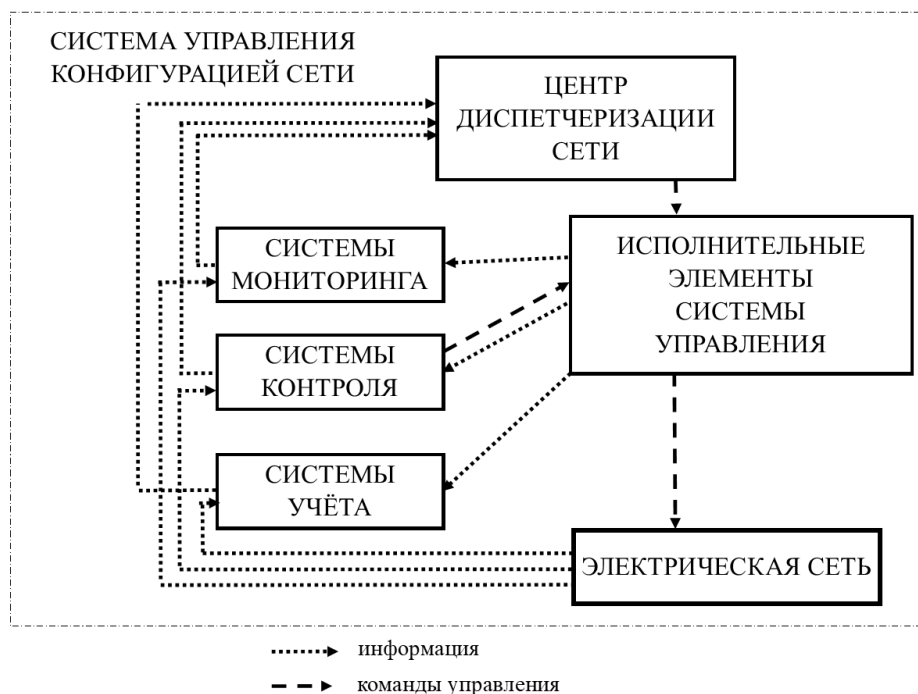 СИСТЕМА УПРАВЛЕНИЯ
КОНФИГУРАЦИЕЙ СЕТИ
ЦЕНТР
ДИСПЕТЧЕРИЗАЦИИ
СЕТИ
СИСТЕМЫ
МОНИТОРИНГА
ИСПОЛНИТЕЛЬНЫЕ
ЭЛЕМЕНТЫ
СИСТЕМЫ
УПРАВЛЕНИЯ
СИСТЕМЫ
КОНТРОЛЯ
СИСТЕМЫ
УЧЁТА
ЭЛЕКТРИЧЕСКАЯ СЕТЬ
информация
команды управления